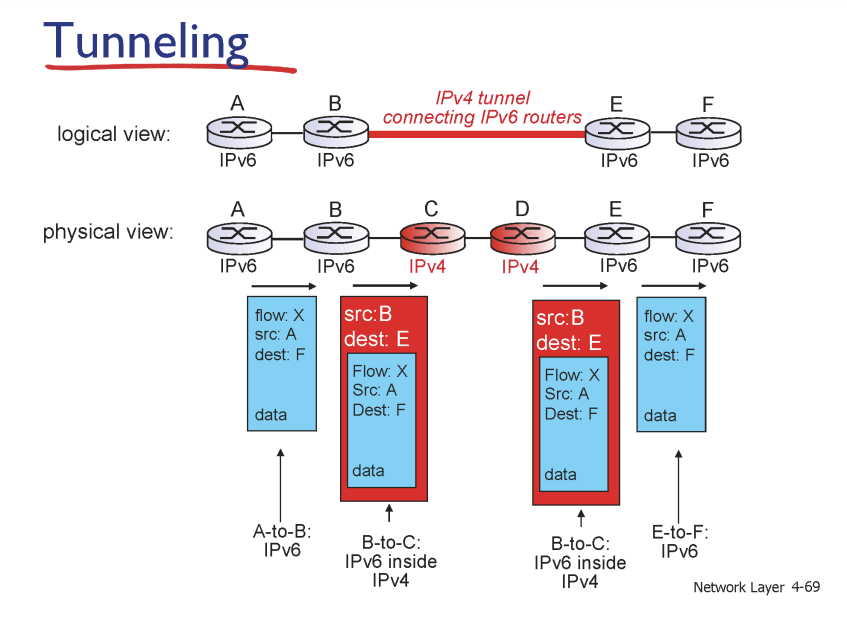 Tunneling
IPv4 tunnel
connecting IPv6 routers
A B E F
logical view:
IPv6 IPv6 IPv6 IPv6
A B C D E F
physical view:
IPv6 IPv6 IPv4 IPv4 IPv6 IPv6
flow: X
src: A
dest: F
data
src:B
dest: E
Flow: X
Src: A
Dest: F
data
src:B
dest: E
Flow: X
Src: A
Dest: F
data
flow: X
src: A
dest: F
data
A-to-B:
IPv6
B-to-C:
IPv6 inside
IPv4
B-to-C:
IPv6 inside
IPv4
E-to-F:
IPv6
Network Layer 4-69